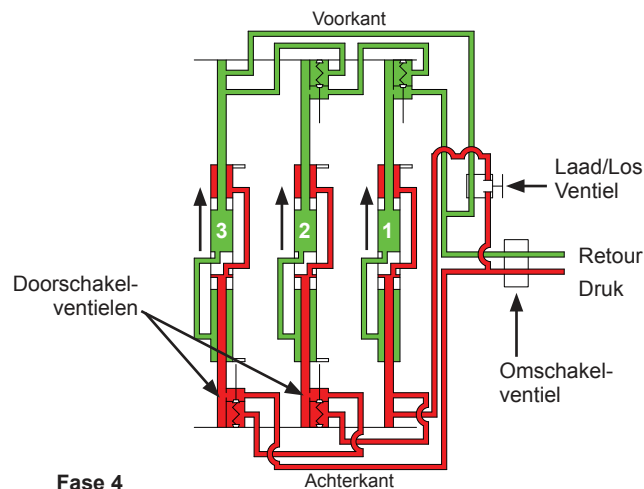 Voorkant
Laad/Los
Ventiel
3 2 1
Retour
Doorschakel-
ventielen
Druk
Omschakel-
ventiel
Fase 4
Achterkant